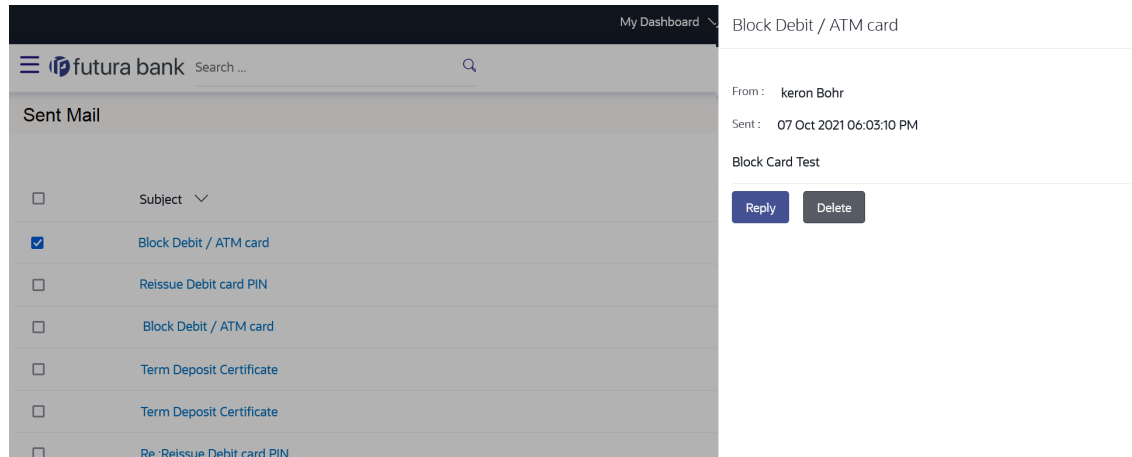 My Dashboard
futura bank Search ...
Sent Mail
Subject
Block Debit / ATM card
Reissue Debit card PIN
Block Debit / ATM card
Term Deposit Certificate
Term Deposit Certificate
Re :Reissue Debit card PIN
Block Debit / ATM card
From : keron Bohr
Sent : 07 Oct 2021 06:03:10 PM
Block Card Test
Reply Delete